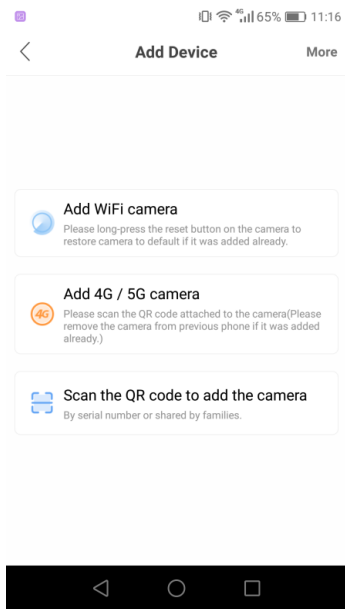 4G 65% 11:16
Add Device More
Add WiFi camera
Please long-press the reset button on the camera to
restore camera to default if it was added already.
Add 4G / 5G camera
4G Please scan the QR code attached to the camera(Please
remove the camera from previous phone if it was added
already.)
Scan the QR code to add the camera
By serial number or shared by families.